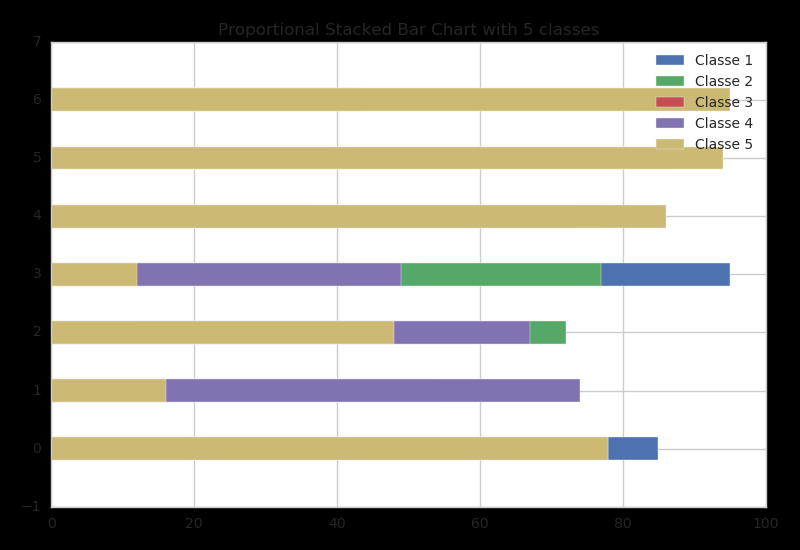 Proportional Stacked Bar Chart with 5 classes
7
6
5
4
3
2
1
0
−1
0 20 40 60 80 100
Classe 1
Classe 2
Classe 3
Classe 4
Classe 5